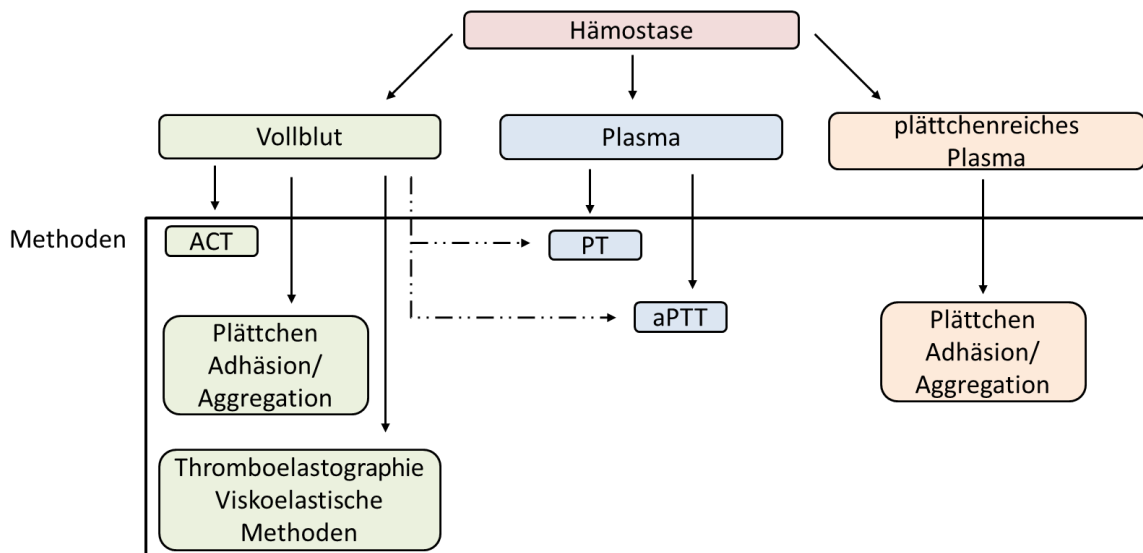 Hämostase
Vollblut
Plasma
plättchenreiches
Plasma
Methoden
ACT
PT
aPTT
Plättchen
Adhäsion/
Aggregation
Plättchen
Adhäsion/
Aggregation
Thromboelastographie
Viskoelastische
Methoden